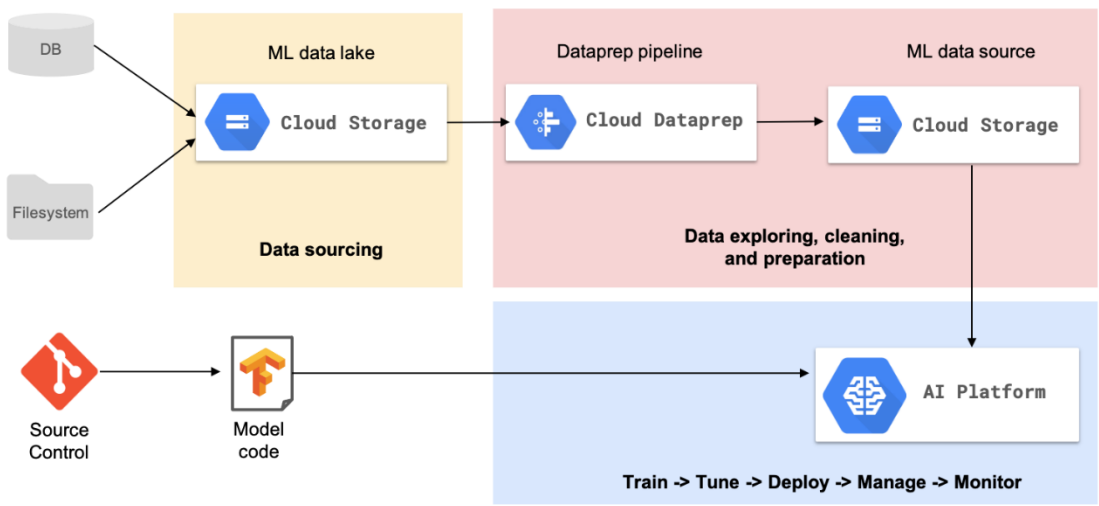 DB
ML data lake
Dataprep pipeline
ML data source
Cloud Storage
Cloud Dataprep
Cloud Storage
Filesystem
Data sourcing
Data exploring, cleaning,
and preparation
AI Platform
Source
Control
Model
code
Train -> Tune -> Deploy -> Manage -> Monitor